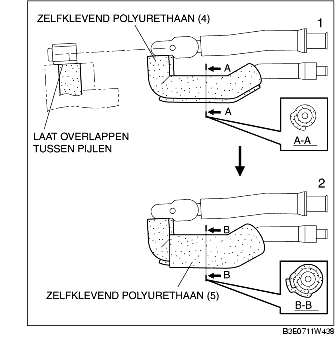 ZELFKLEVEND POLYURETHAAN (4)
1
A
A
A-A
LAAT OVERLAPPEN
TUSSEN PIJLEN
2
B
B
B-B
ZELFKLEVEND POLYURETHAAN (5)
B3E0711W438